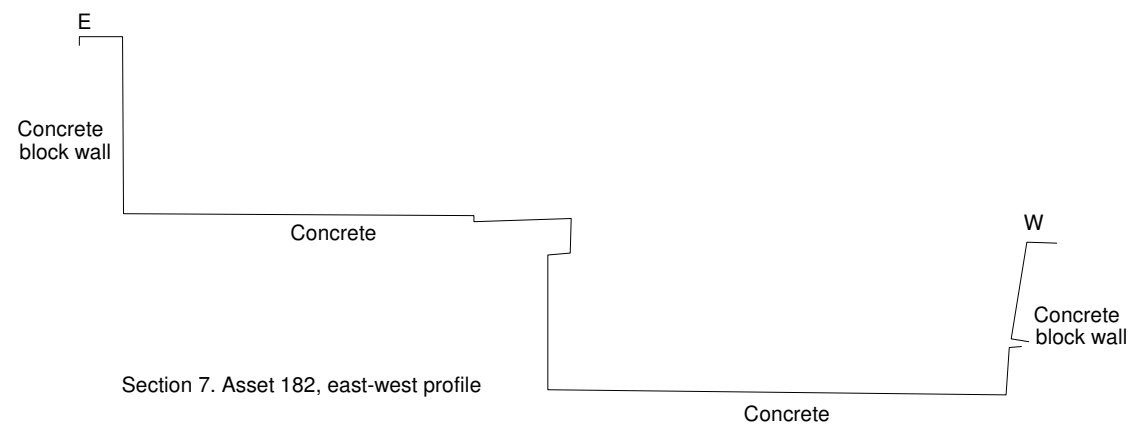 E
Concrete
block wall
Concrete
W
Concrete
block wall
Section 7. Asset 182, east-west profile
Concrete